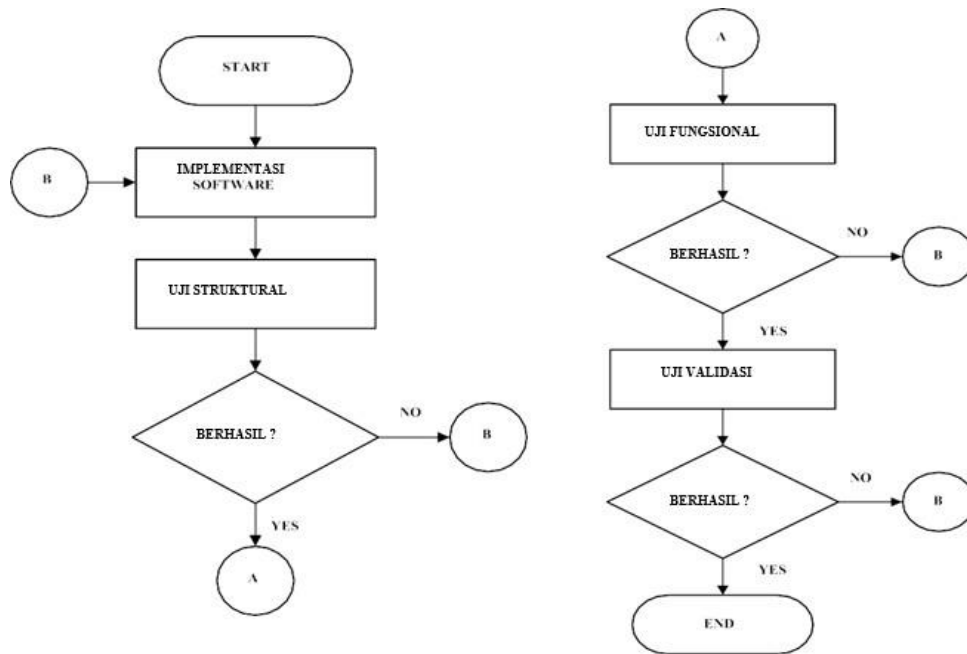 START
B
IMPLEMENTASI
SOFTWARE
UJI STRUKTURAL
BERHASIL ?
NO
B
YES
A
A
UJI FUNGSIONAL
BERHASIL ?
NO
B
YES
UJI VALIDASI
BERHASIL ?
NO
B
YES
END